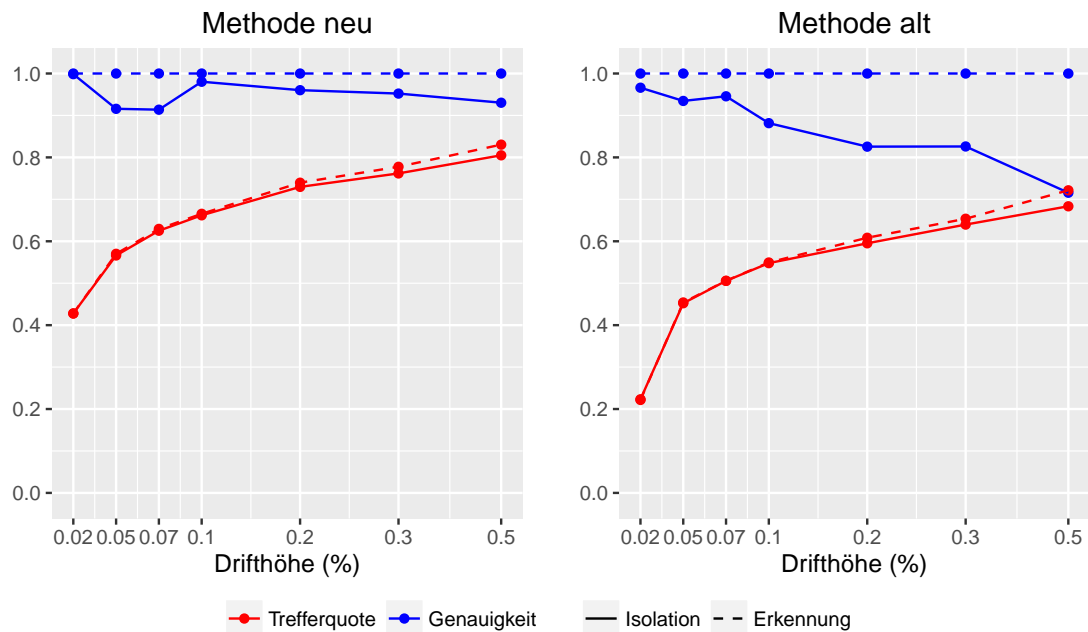 Methode neu
Methode alt
1.0
0.8
0.6
0.4
0.2
0.0
0.02 0.05 0.07 0.1 0.2 0.3 0.5
Drifthöhe (%)
1.0
0.8
0.6
0.4
0.2
0.0
0.02 0.05 0.07 0.1 0.2 0.3 0.5
Drifthöhe (%)
Trefferquote Genauigkeit Isolation Erkennung